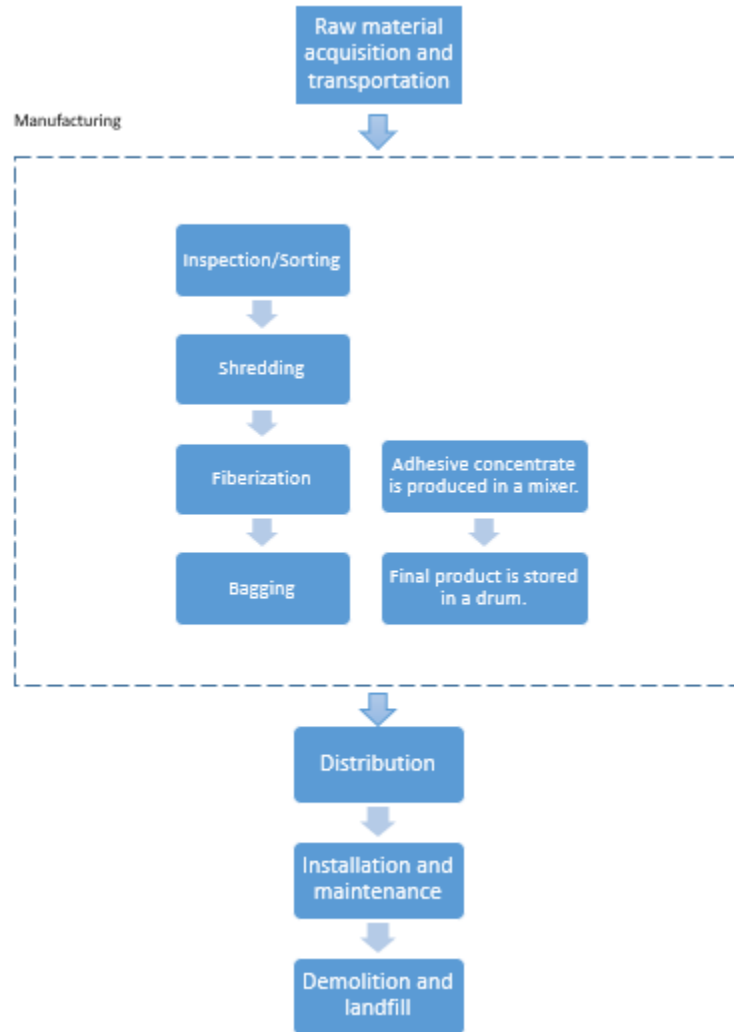 Raw material
acquisition and
transportation
Manufacturing
Inspection/Sorting
Shredding
Fiberization
Adhesive concentrate
is produced in a mixer.
Bagging
Final product is stored
in a drum.
Distribution
Installation and
maintenance
Demolition and
landfill